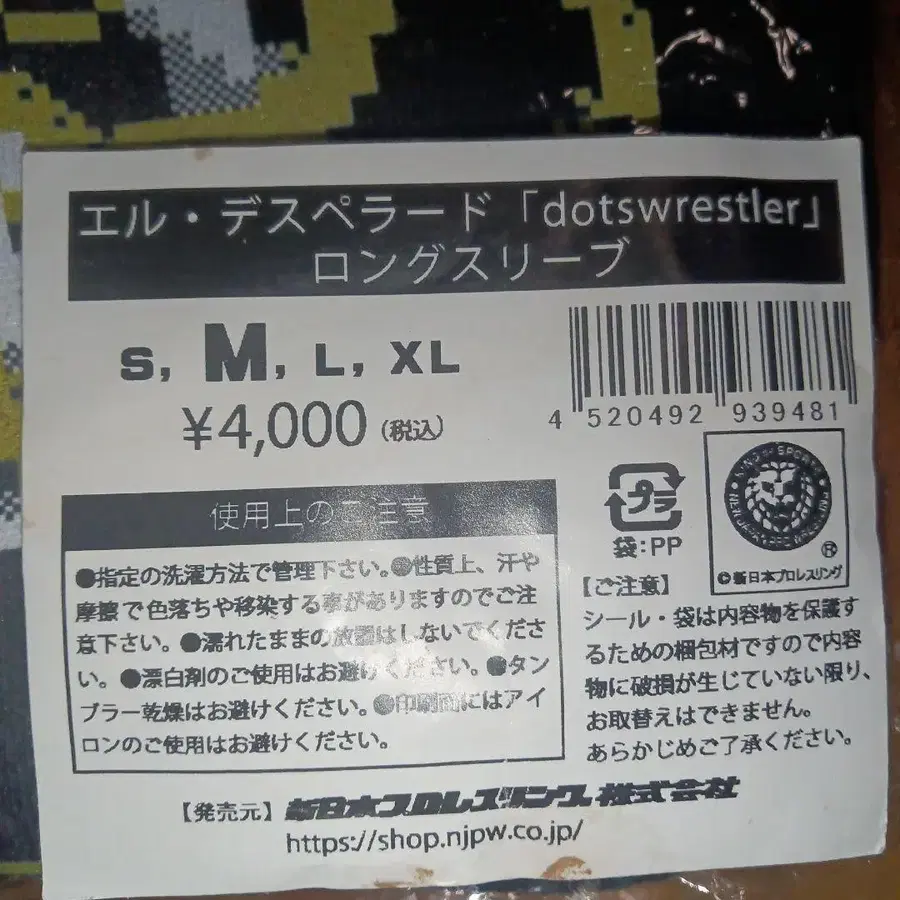 エル・デスペラード「dotswrestler」
ロングスリーブ
S, M, L, XL
¥4,000(税込)
4 520492 939481
プラ
袋:PP
©新日本プロレスリング
®
使用上のご注意
●指定の洗濯方法で管理下さい。●性質上、汗や
摩擦で色落ちや移染する事がありますのでご注
意下さい。●濡れたままの放置はしないでくださ
い。●漂白剤のご使用はお避けください。●タン
ブラー乾燥はお避けください。●印刷面にはアイ
ロンのご使用はお避けください。
【ご注意】
シール・袋は内容物を保護す
るための梱包材ですので内容
物に破損が生じていない限り、
お取替えはできません。
あらかじめご了承ください。
【発売元】新日本プロレスリング株式会社
https://shop.njpw.co.jp/